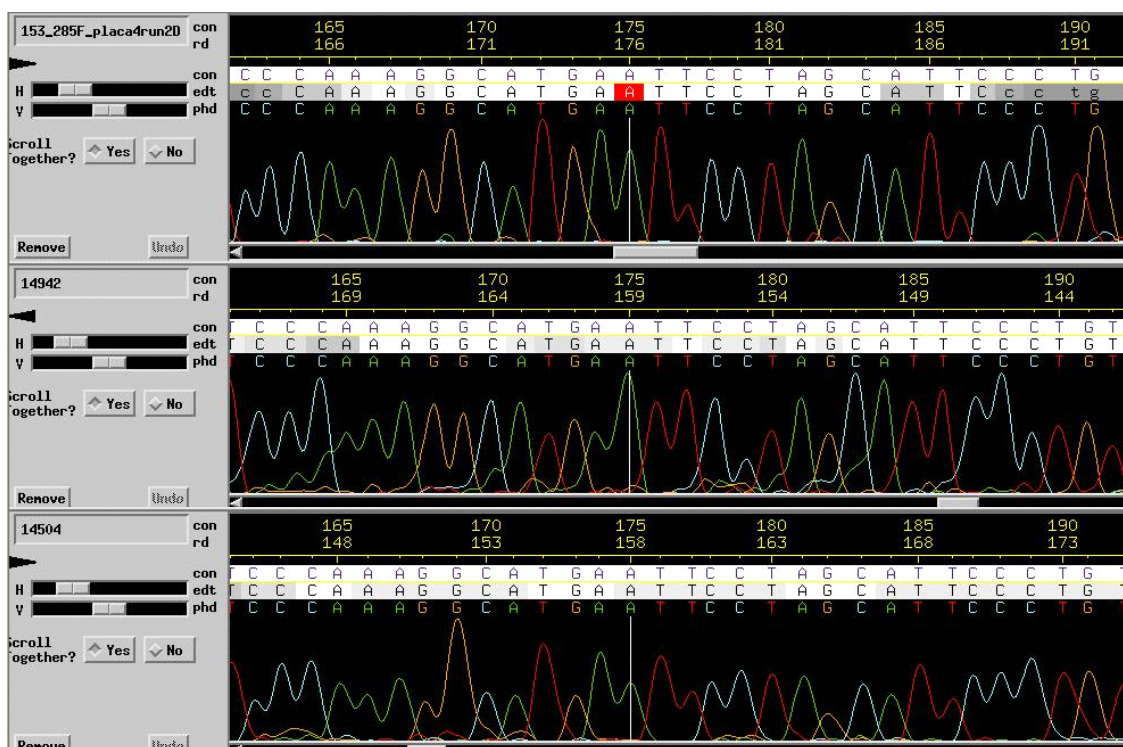 153_285F_placa4run2D con 165 170 175 180 185 190
rd 166 171 176 181 186 191
con C C C A A A G G C A T G A A T T C C T A G C A T T C C C T G
H edt c c C A A A G G C A T G A A T T C C T A G C A T T C c c t g
V phd C C C A A A G G C A T G A A T T C C T A G C A T T C C C T G
Scroll
Together? Yes No
Remove Undo
14942 con 165 170 175 180 185 190
rd 169 164 159 154 149 144
con T C C C A A A G G C A T G A A T T C C T A G C A T T C C C T G T
H edt T C C C A A A G G C A T G A A T T C C T A G C A T T C C C T G T
V phd T C C C A A A G G C A T G A A T T C C T A G C A T T C C C T G T
Scroll
Together? Yes No
Remove Undo
14504 con 165 170 175 180 185 190
rd 148 153 158 163 168 173
con T C C C A A A G G C A T G A A T T C C T A G C A T T C C C T G T
H edt T C C C A A A G G C A T G A A T T C C T A G C A T T C C C T G T
V phd T C C C A A A G G C A T G A A T T C C T A G C A T T C C C T G T
Scroll
Together? Yes No
Remove Undo